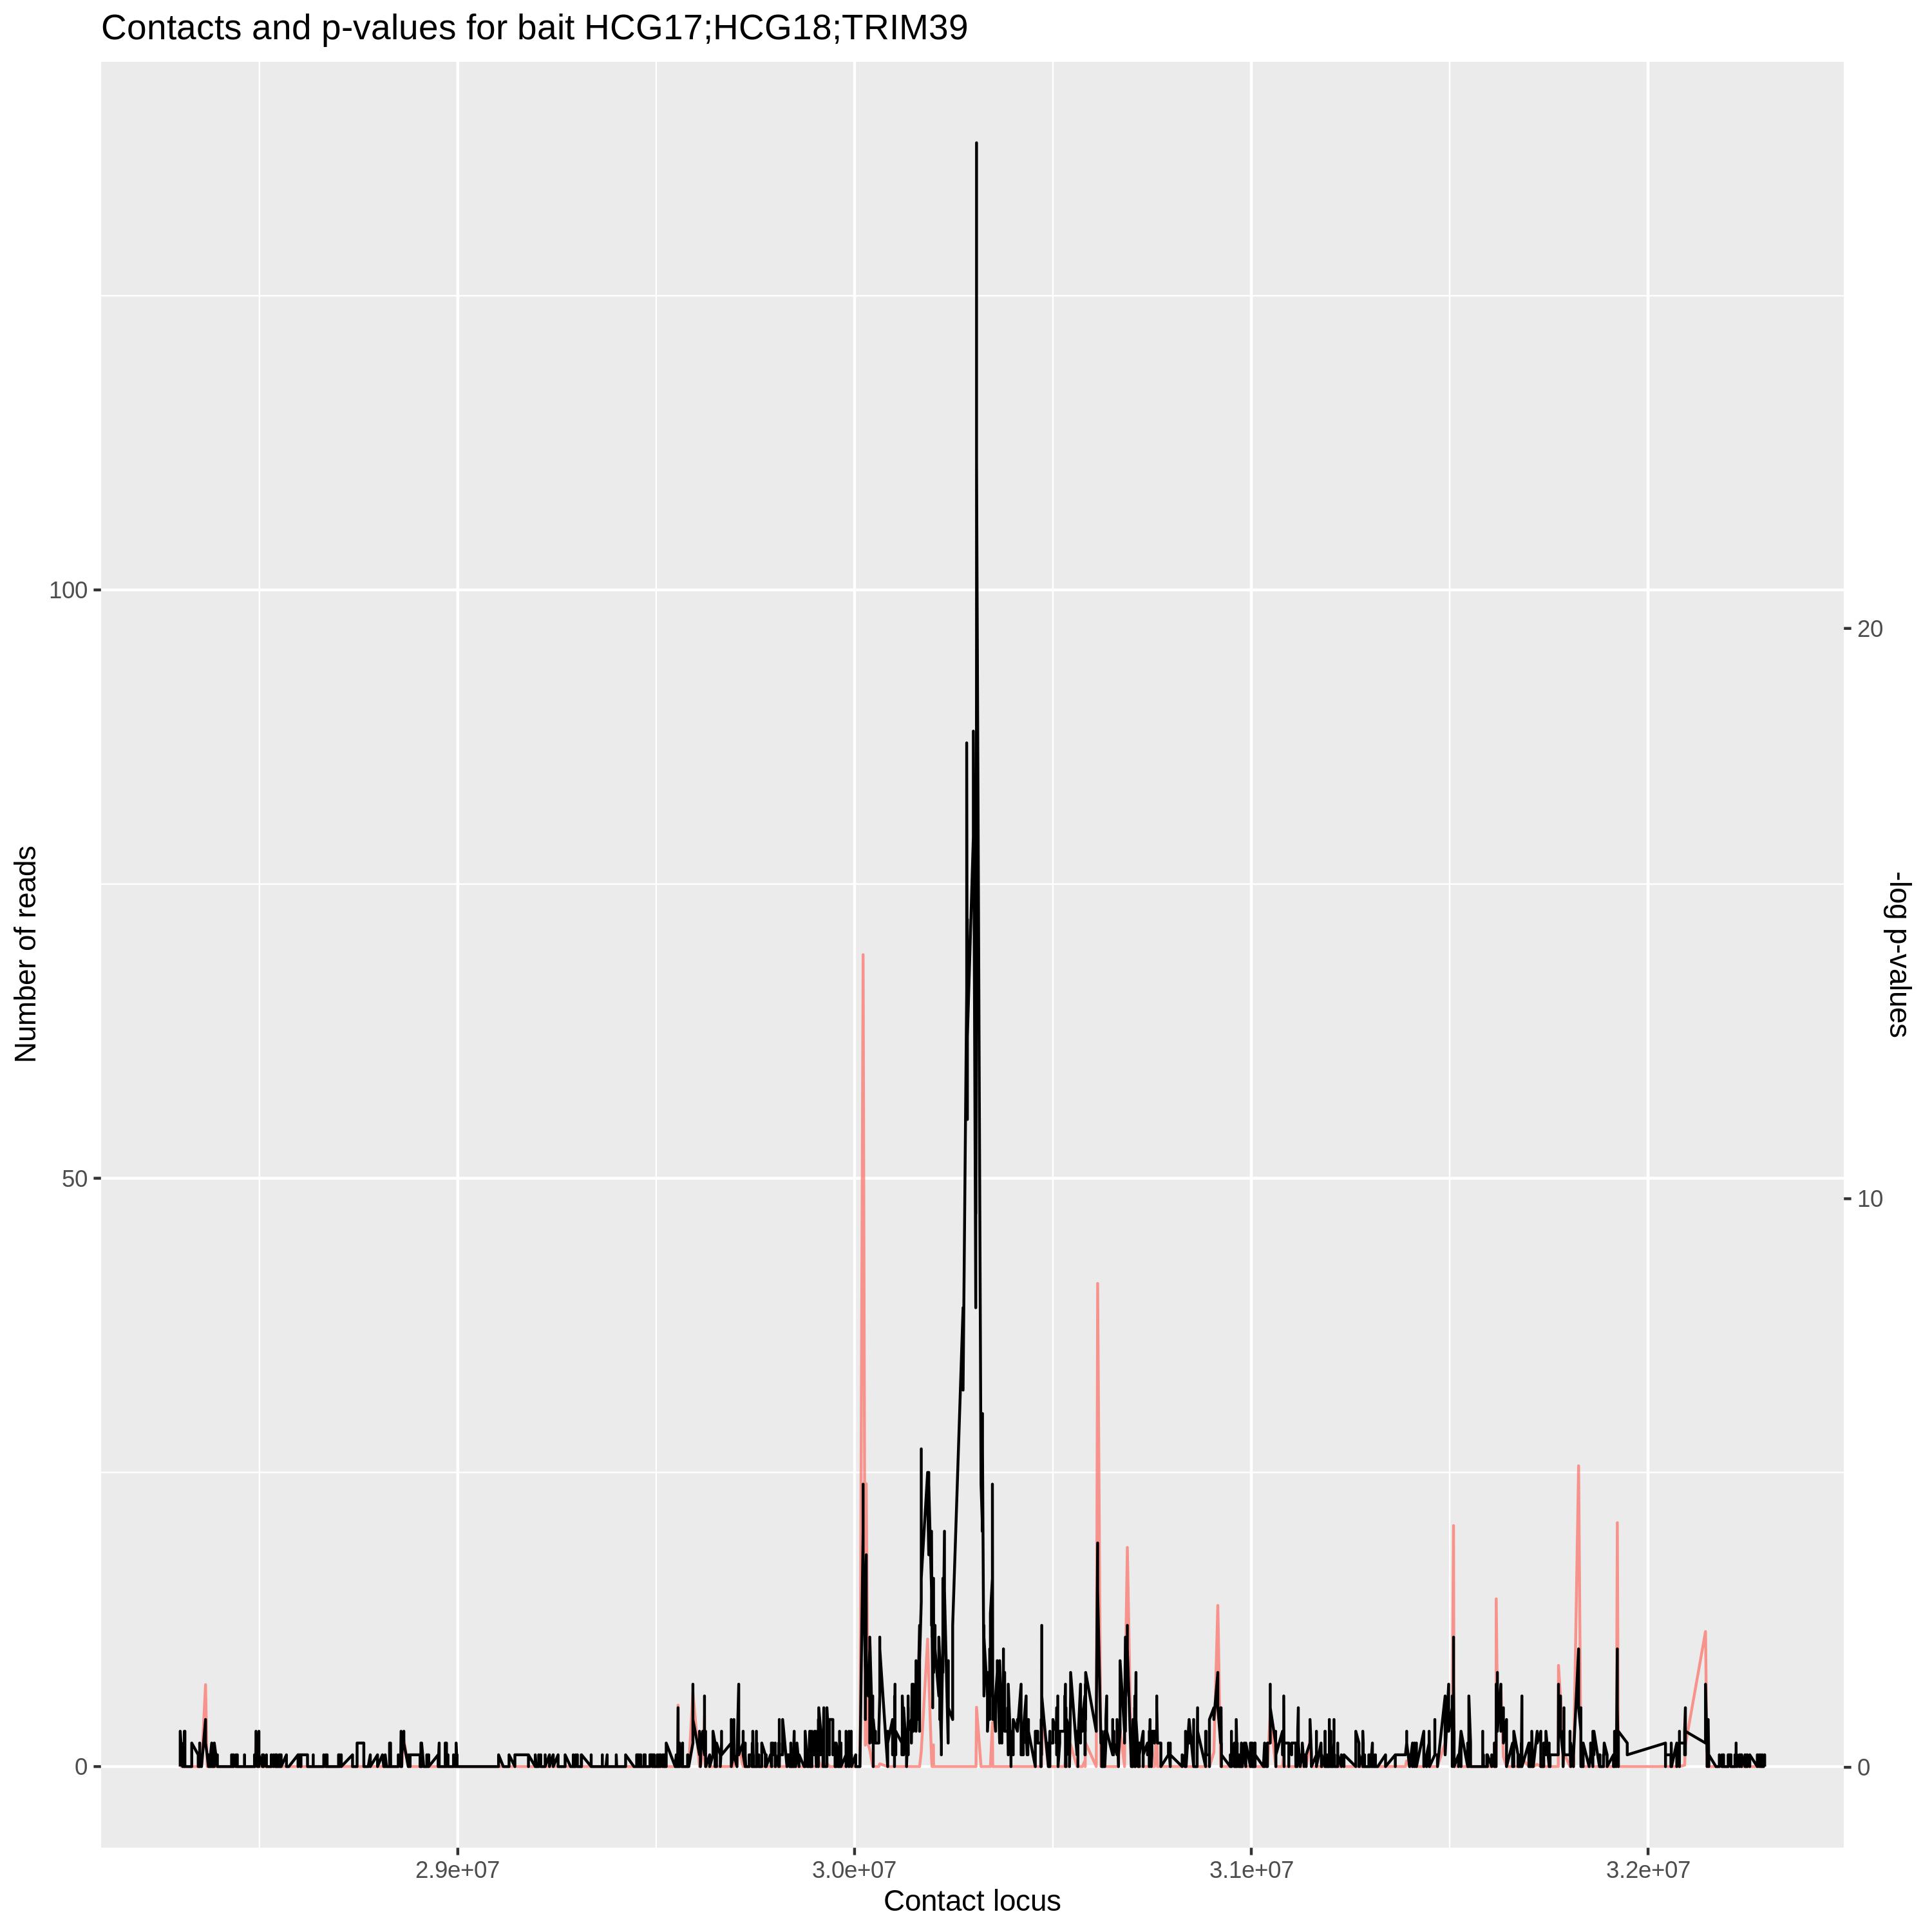 Contacts and p-values for bait HCG17;HCG18;TRIM39
100
50
0
Number of reads
20
10
0
-log p-values
2.9e+07
3.0e+07
3.1e+07
3.2e+07
Contact locus